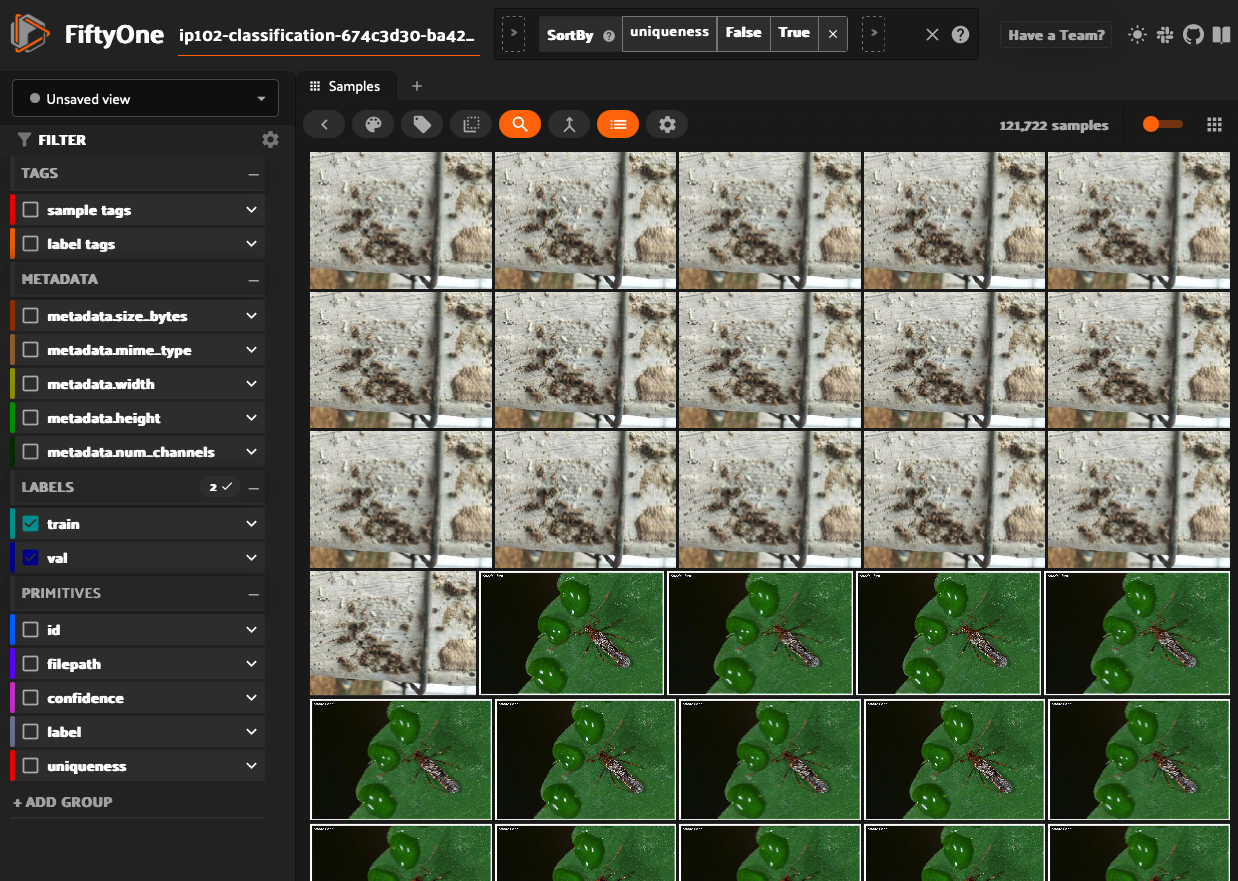 FiftyOne
ip102-classification-674c3d30-ba42…
SortBy
uniqueness
False
True
Have a Team?
Unsaved view
Samples
FILTER
121,722 samples
TAGS
sample tags
label tags
METADATA
metadata.size_bytes
metadata.mime_type
metadata.width
metadata.height
metadata.num_channels
LABELS
2
train
val
PRIMITIVES
id
filepath
confidence
label
uniqueness
+ ADD GROUP